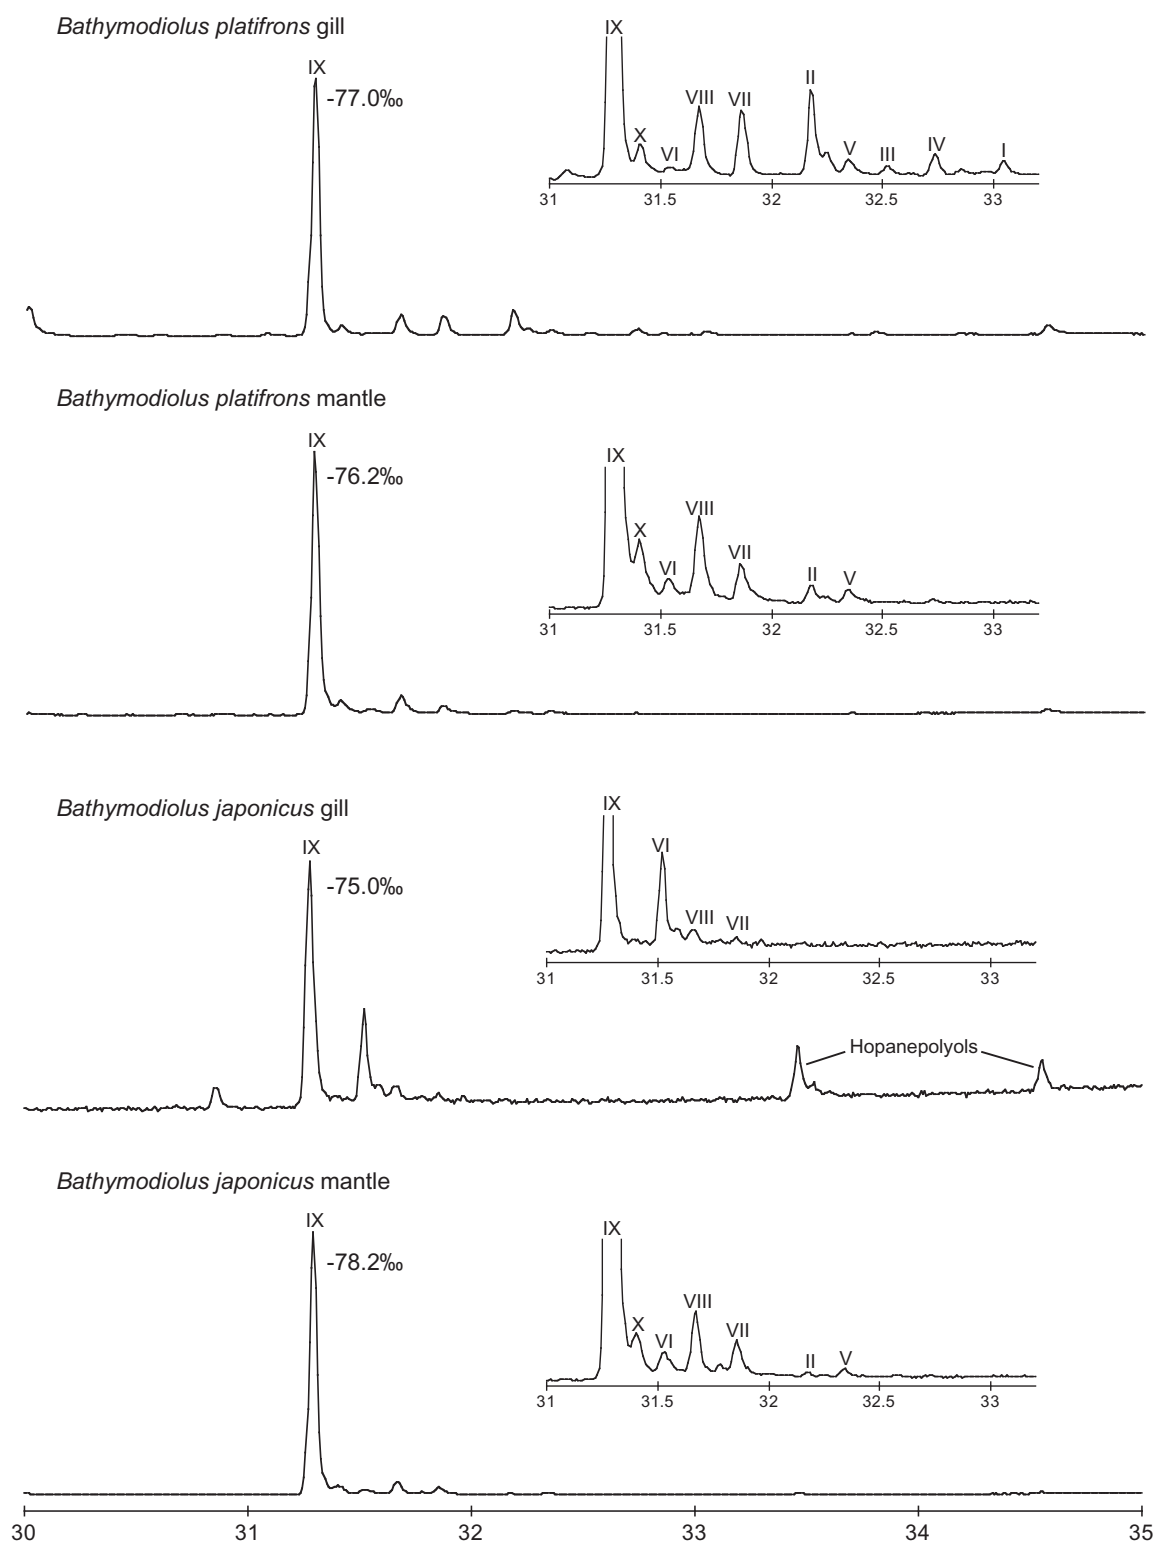 Bathymodiolus platifrons gill
IX
-77.0‰
IX
X
VI
VIII
VII
II
V
III
IV
I
31 31.5 32 32.5 33
Bathymodiolus platifrons mantle
IX
-76.2‰
IX
X
VI
VIII
VII
II
V
31 31.5 32 32.5 33
Bathymodiolus japonicus gill
IX
-75.0‰
IX
VI
VIII
VII
31 31.5 32 32.5 33
Hopanepolyols
Bathymodiolus japonicus mantle
IX
-78.2‰
IX
X
VI
VIII
VII
II
V
31 31.5 32 32.5 33
30 31 32 33 34 35